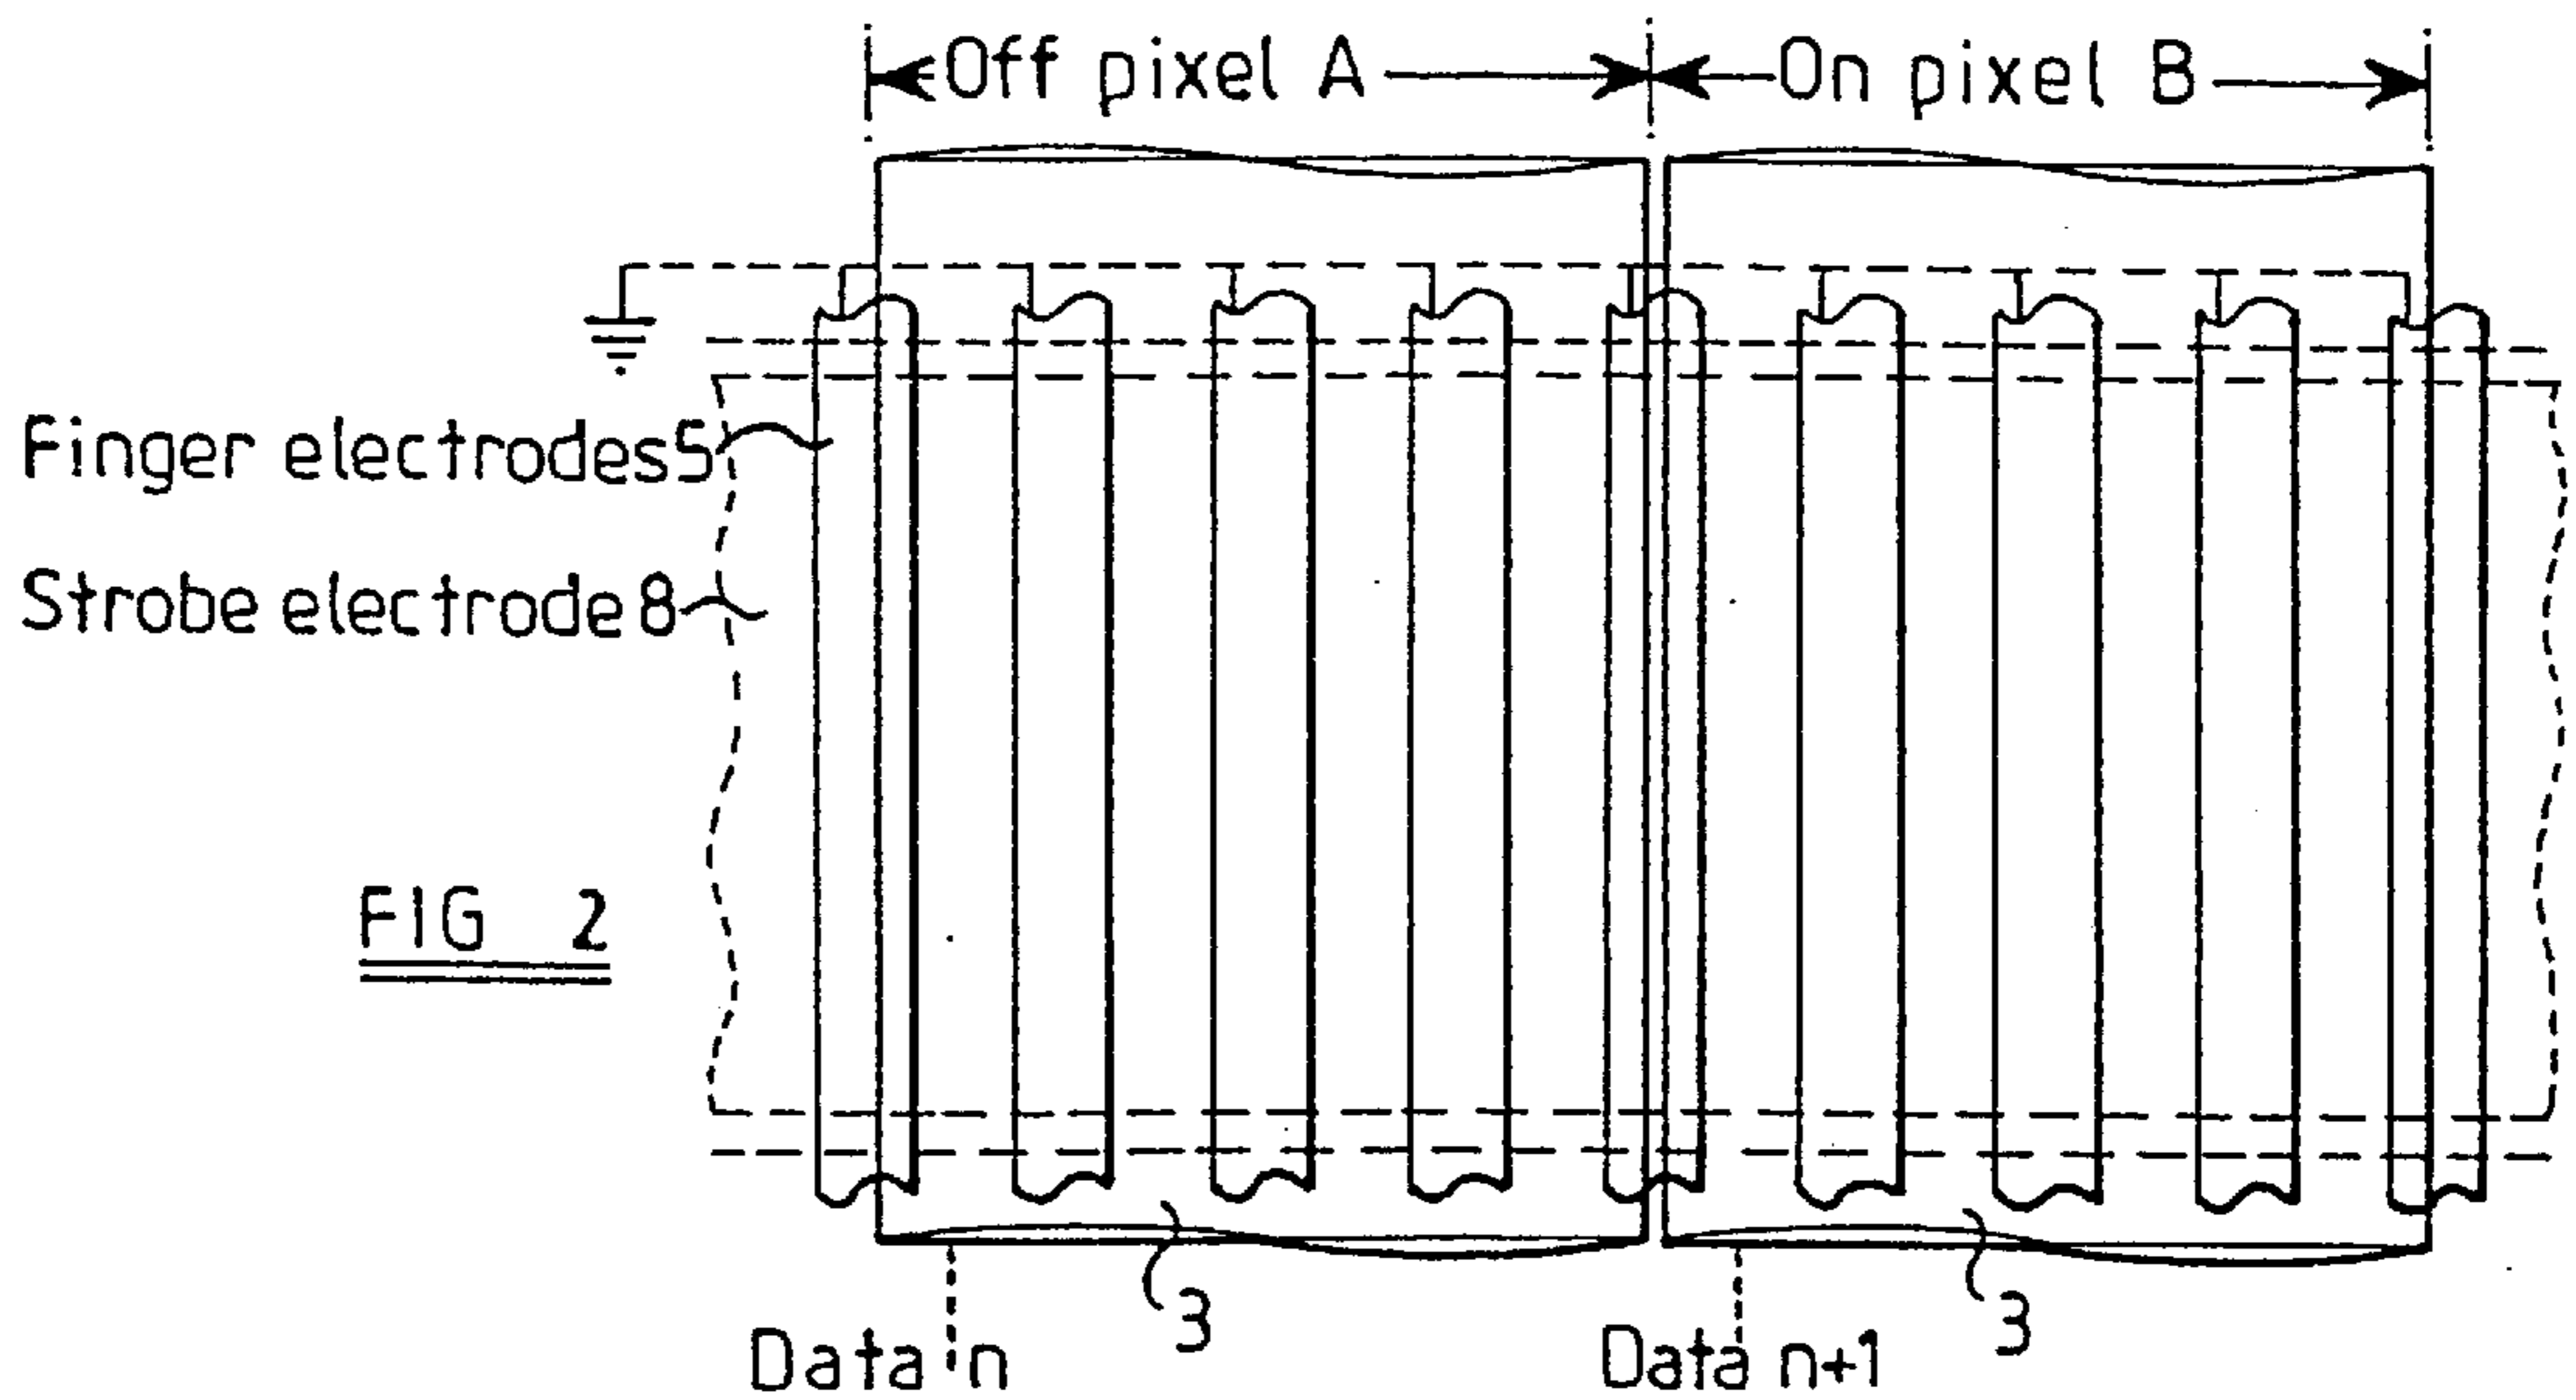 Off pixel A
On pixel B
Finger electrodes 5
Strobe electrode 8
FIG 2
3
3
Data n
Data n+1